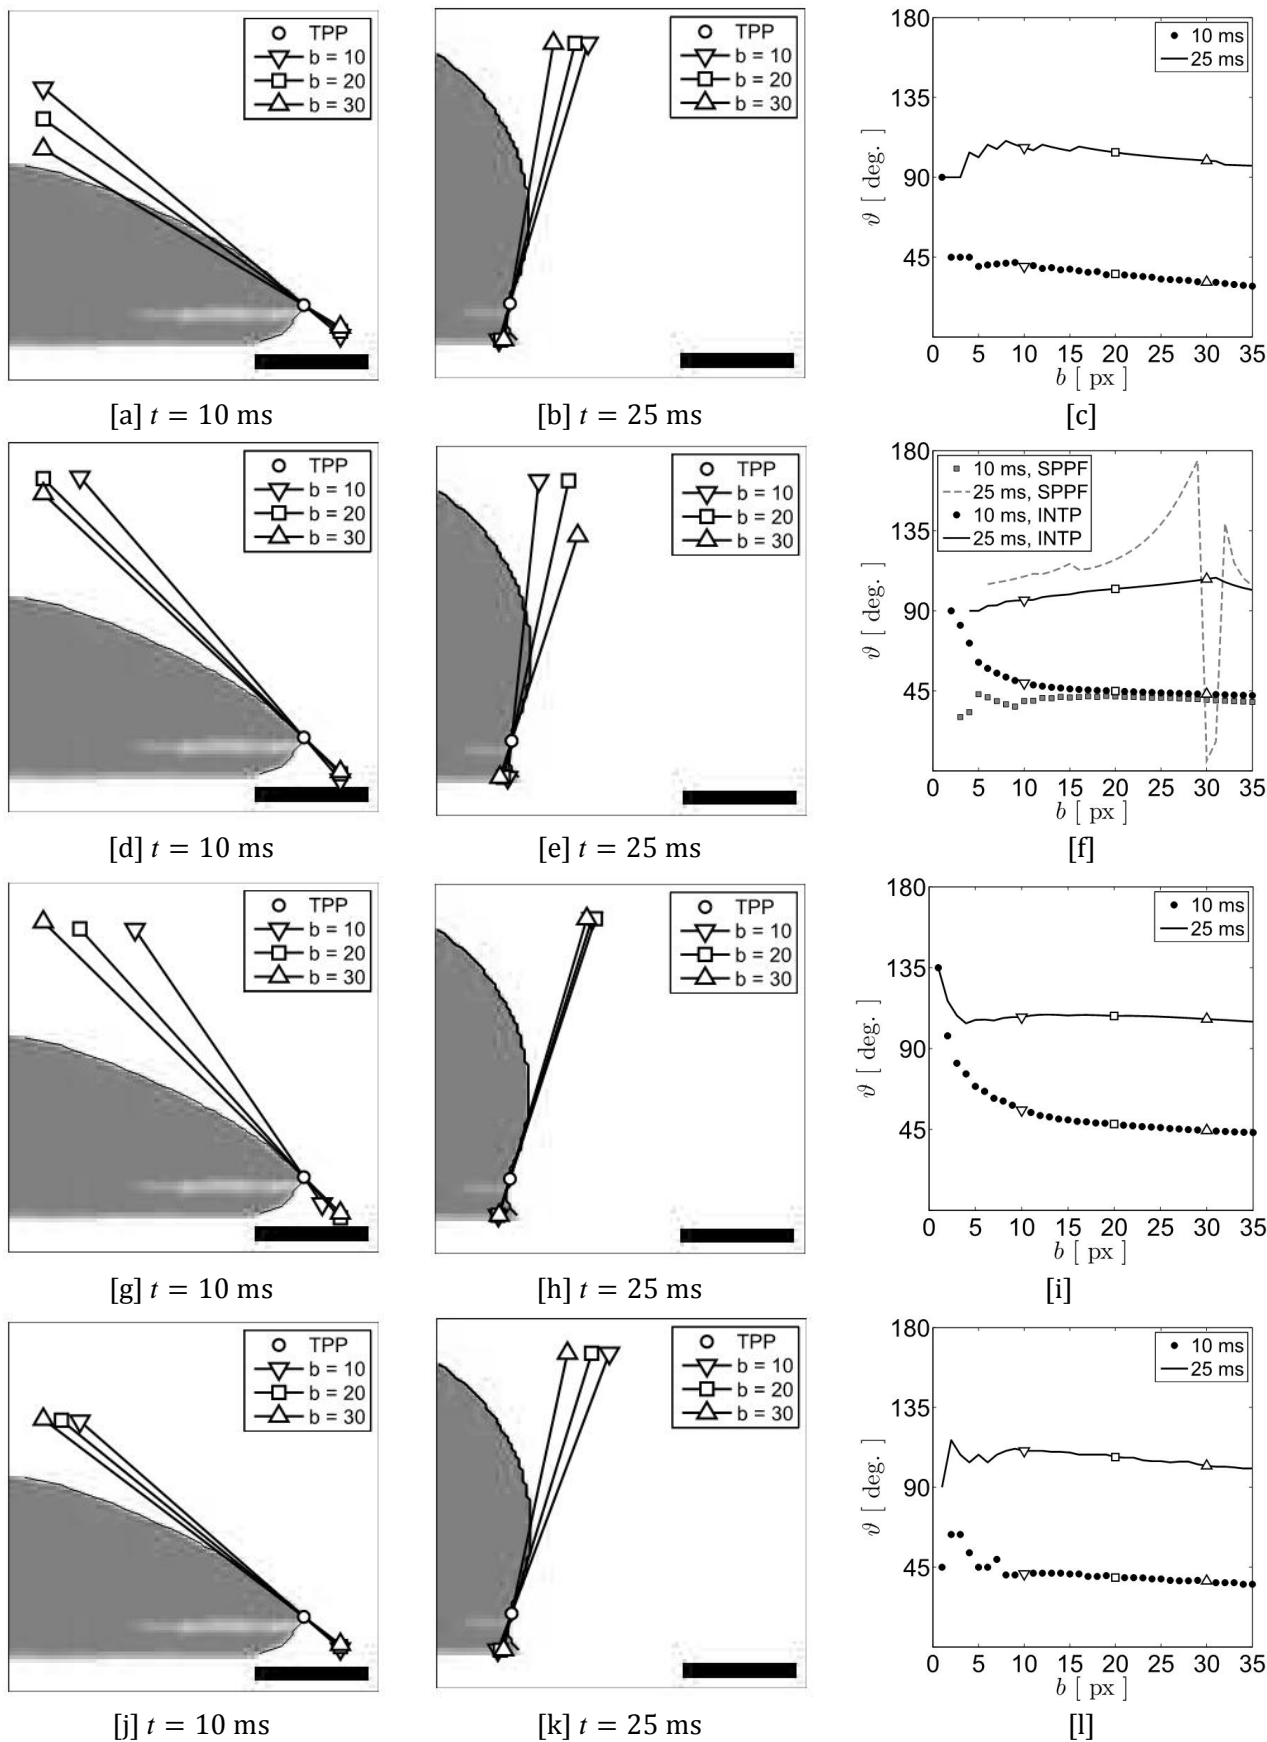 TPP
b = 10
b = 20
b = 30
[a] t = 10 ms
TPP
b = 10
b = 20
b = 30
[b] t = 25 ms
180
135
90
45
0 5 10 15 20 25 30 35
ϑ [ deg. ]
b [ px ]
10 ms
25 ms
[c]
TPP
b = 10
b = 20
b = 30
[d] t = 10 ms
TPP
b = 10
b = 20
b = 30
[e] t = 25 ms
180
135
90
45
0 5 10 15 20 25 30 35
ϑ [ deg. ]
b [ px ]
10 ms, SPPF
25 ms, SPPF
10 ms, INTP
25 ms, INTP
[f]
TPP
b = 10
b = 20
b = 30
[g] t = 10 ms
TPP
b = 10
b = 20
b = 30
[h] t = 25 ms
180
135
90
45
0 5 10 15 20 25 30 35
ϑ [ deg. ]
b [ px ]
10 ms
25 ms
[i]
TPP
b = 10
b = 20
b = 30
[j] t = 10 ms
TPP
b = 10
b = 20
b = 30
[k] t = 25 ms
180
135
90
45
0 5 10 15 20 25 30 35
ϑ [ deg. ]
b [ px ]
10 ms
25 ms
[l]